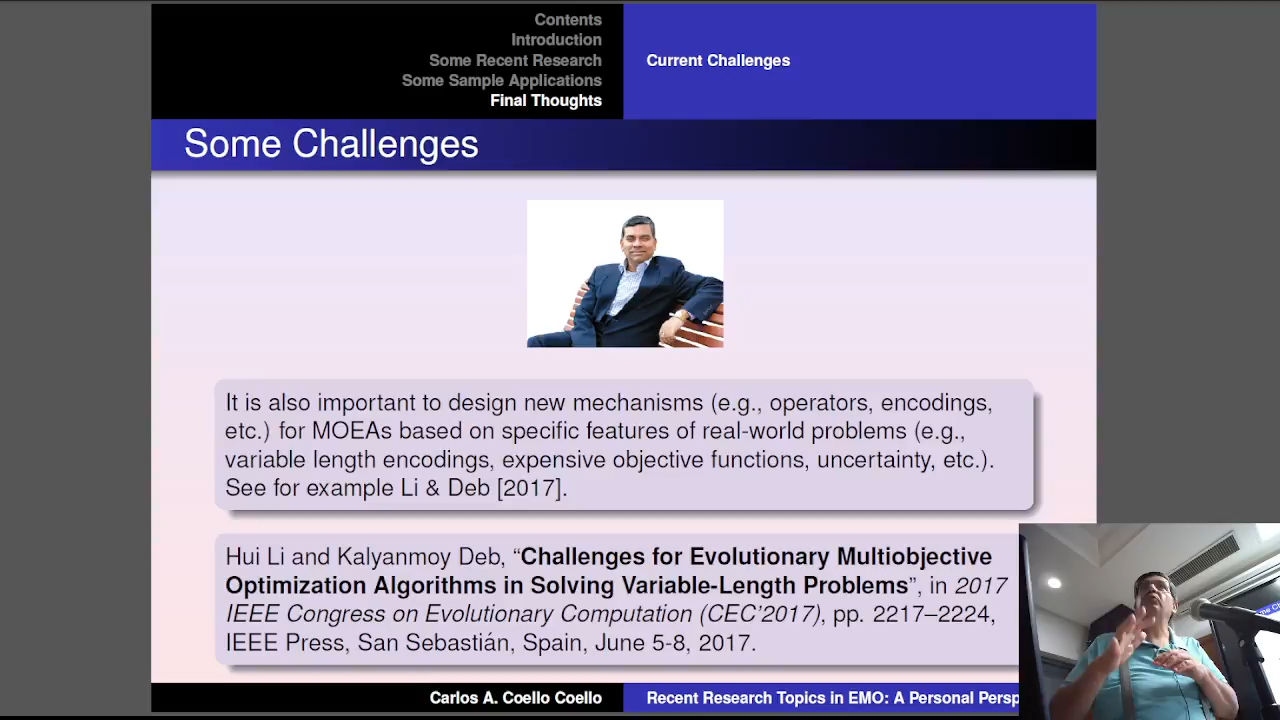 Contents
Introduction
Some Recent Research
Some Sample Applications
Final Thoughts
Current Challenges
Some Challenges
It is also important to design new mechanisms (e.g., operators, encodings,
etc.) for MOEAs based on specific features of real-world problems (e.g.,
variable length encodings, expensive objective functions, uncertainty, etc.).
See for example Li & Deb [2017].
Hui Li and Kalyanmoy Deb, “Challenges for Evolutionary Multiobjective
Optimization Algorithms in Solving Variable-Length Problems”, in 2017
IEEE Congress on Evolutionary Computation (CEC’2017), pp. 2217–2224,
IEEE Press, San Sebastián, Spain, June 5-8, 2017.
Carlos A. Coello Coello
Recent Research Topics in EMO: A Personal Persp